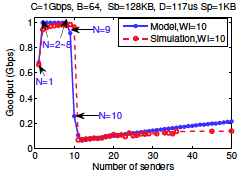 C=1Gbps, B=64, Sb=128KB, D=117us Sp=1KB
Model,WI=10
Simulation,WI=10
N=9
N=2~8
N=1
N=10
Goodput (Gbps)
1
0.8
0.6
0.4
0.2
0
0 10 20 30 40 50
Number of senders